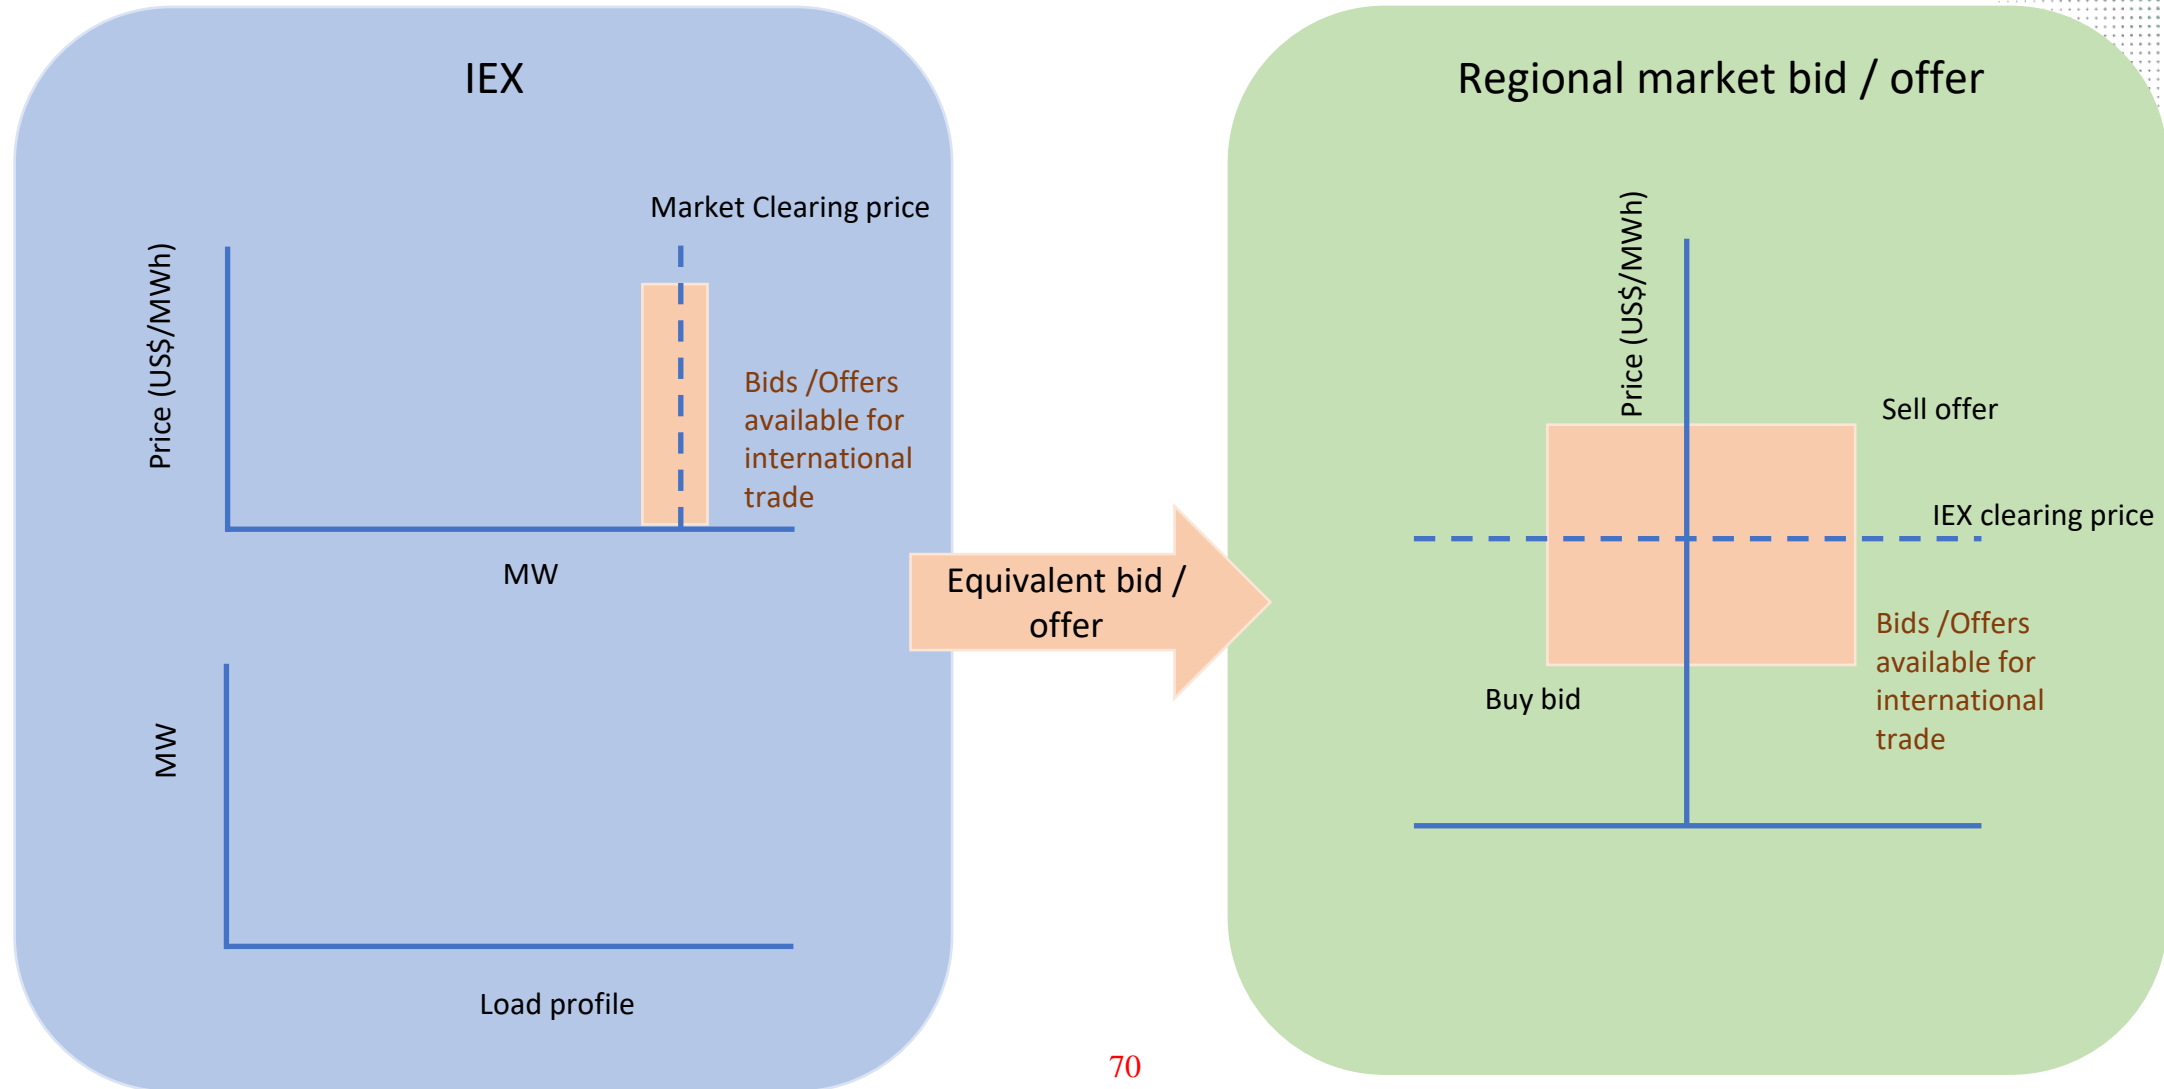 IEX
Market Clearing price
Price (US$/MWh)
Bids /Offers
available for
international
trade
MW
MW
Load profile
Equivalent bid /
offer
Regional market bid / offer
Price (US$/MWh)
Sell offer
IEX clearing price
Bids /Offers
available for
international
trade
Buy bid
70